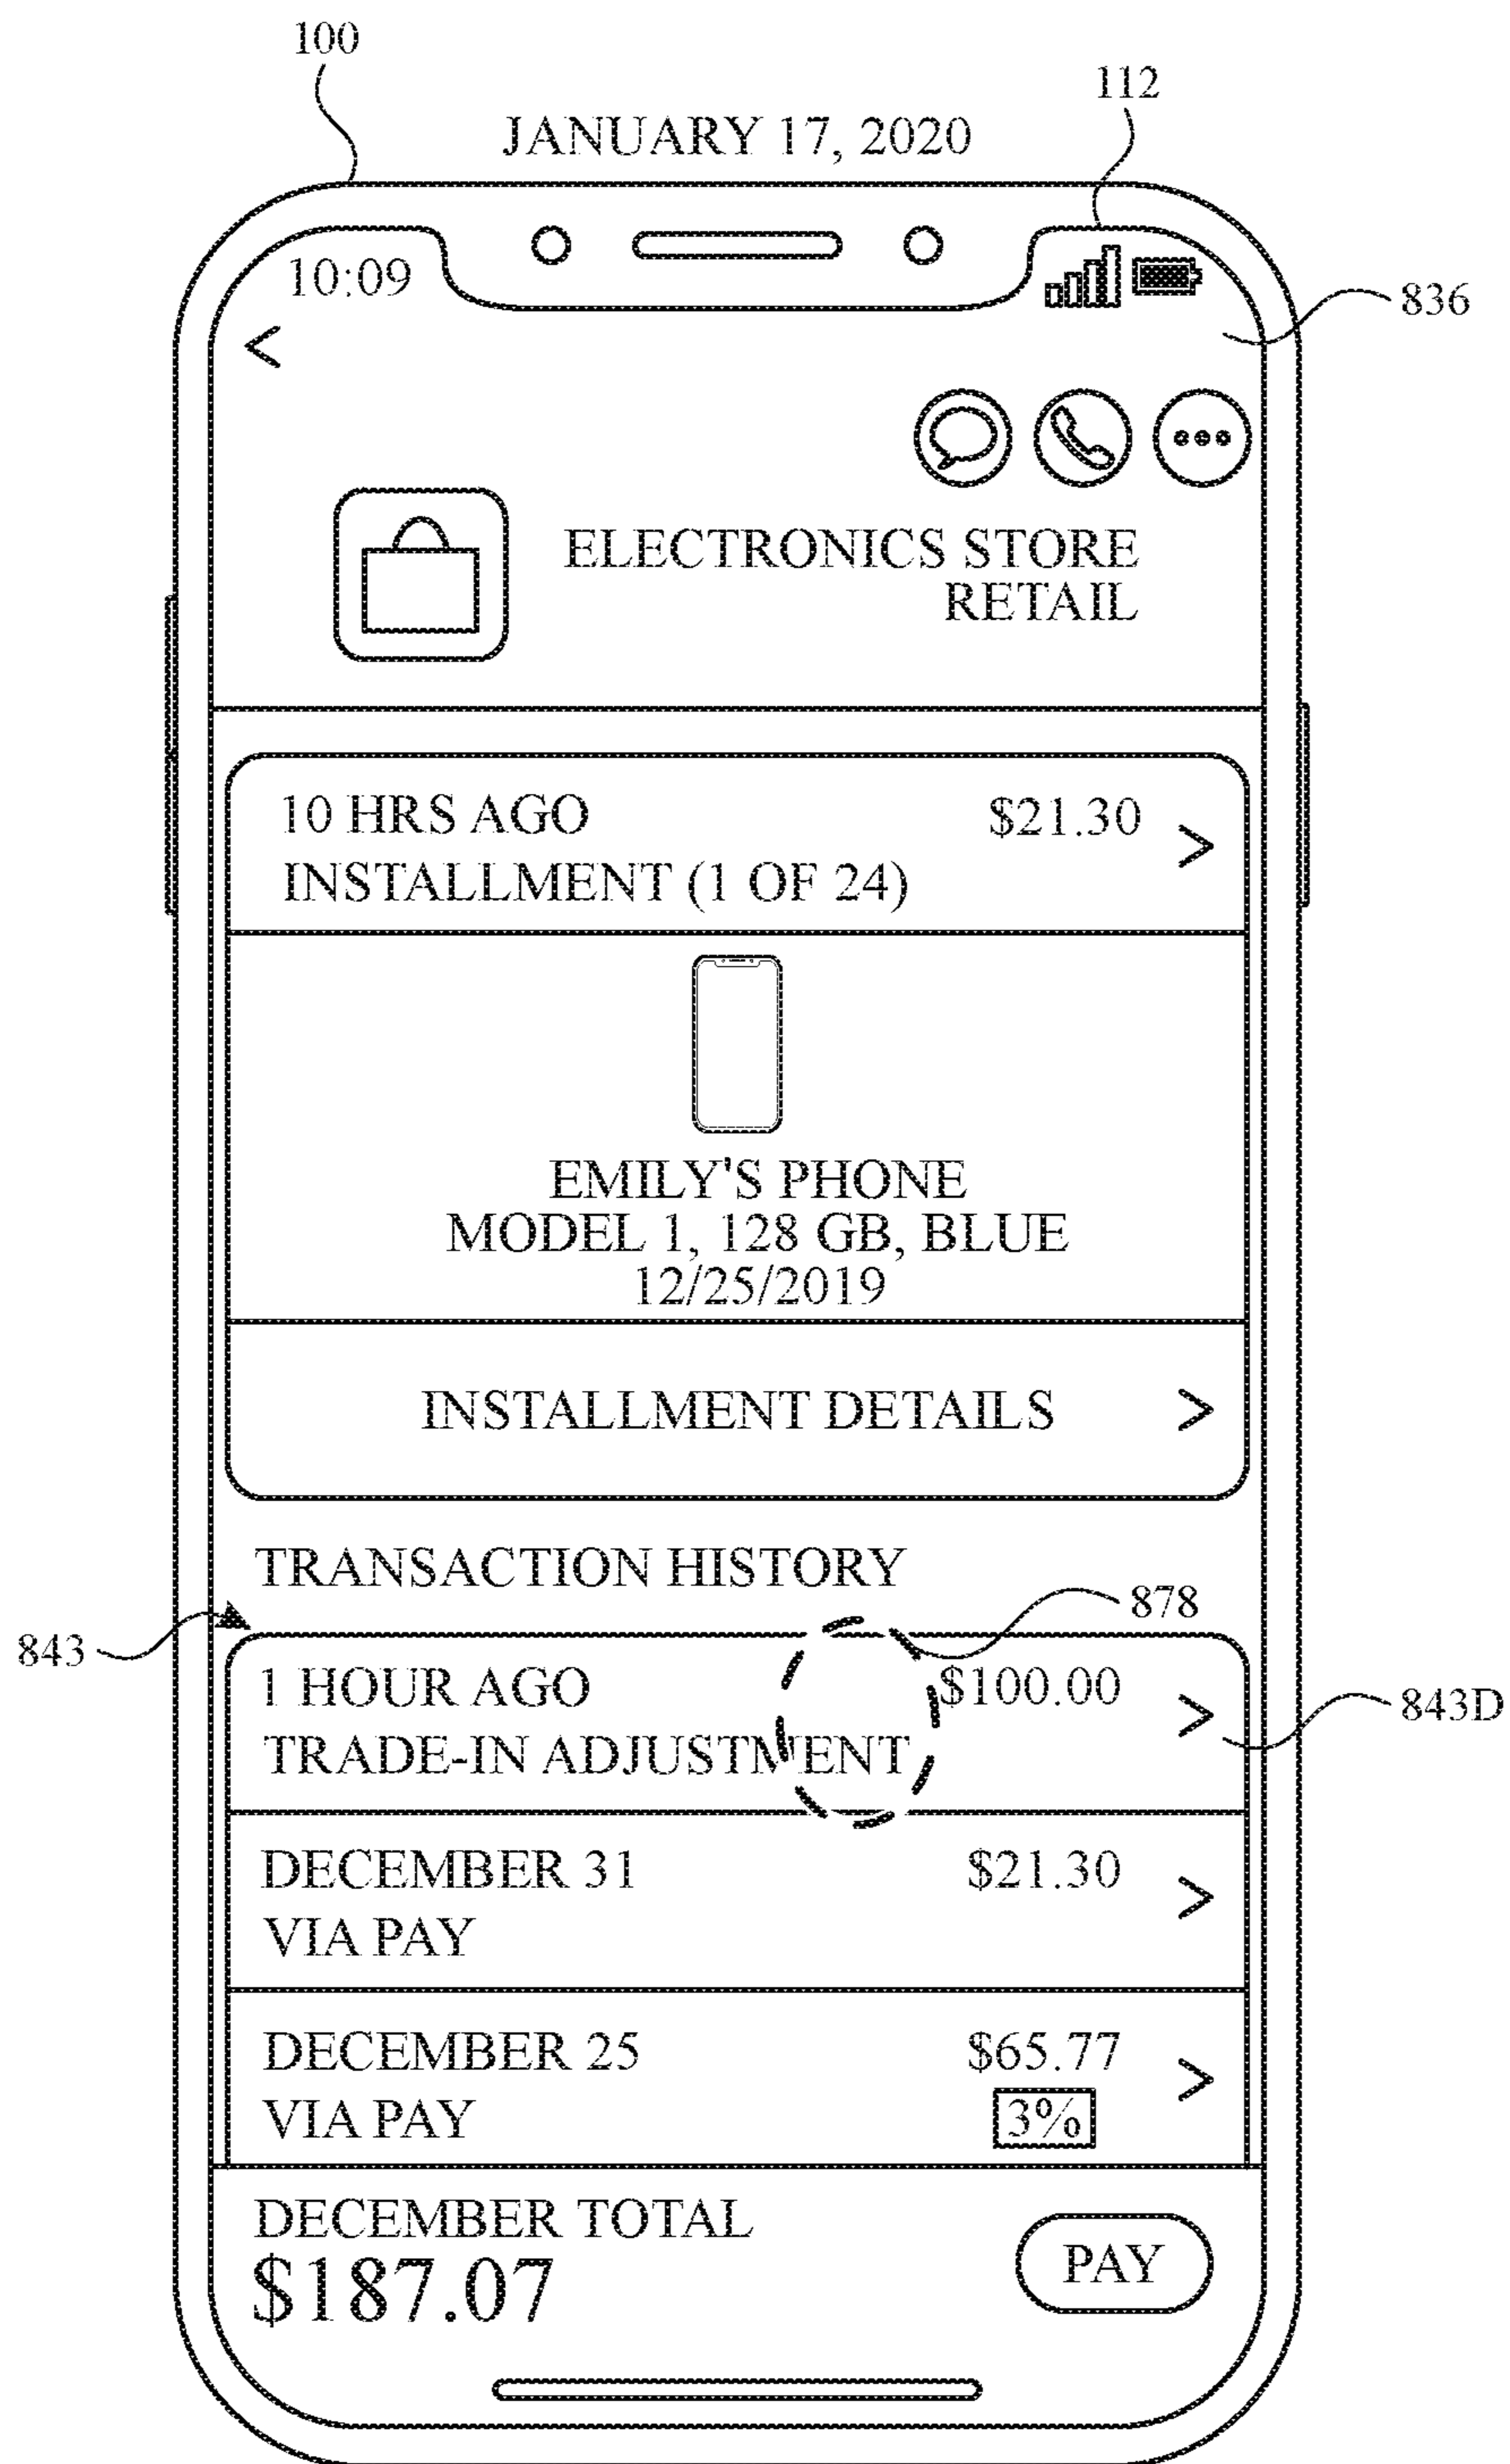 100
112
JANUARY 17, 2020
10:09
836
<
ELECTRONICS STORE
RETAIL
10 HRS AGO $21.30 >
INSTALLMENT (1 OF 24)
EMILY'S PHONE
MODEL 1, 128 GB, BLUE
12/25/2019
INSTALLMENT DETAILS >
TRANSACTION HISTORY
878
843
1 HOUR AGO $100.00 >
843D
TRADE-IN ADJUSTMENT
DECEMBER 31 $21.30 >
VIA PAY
DECEMBER 25 $65.77 >
VIA PAY 3%
DECEMBER TOTAL
$187.07
PAY